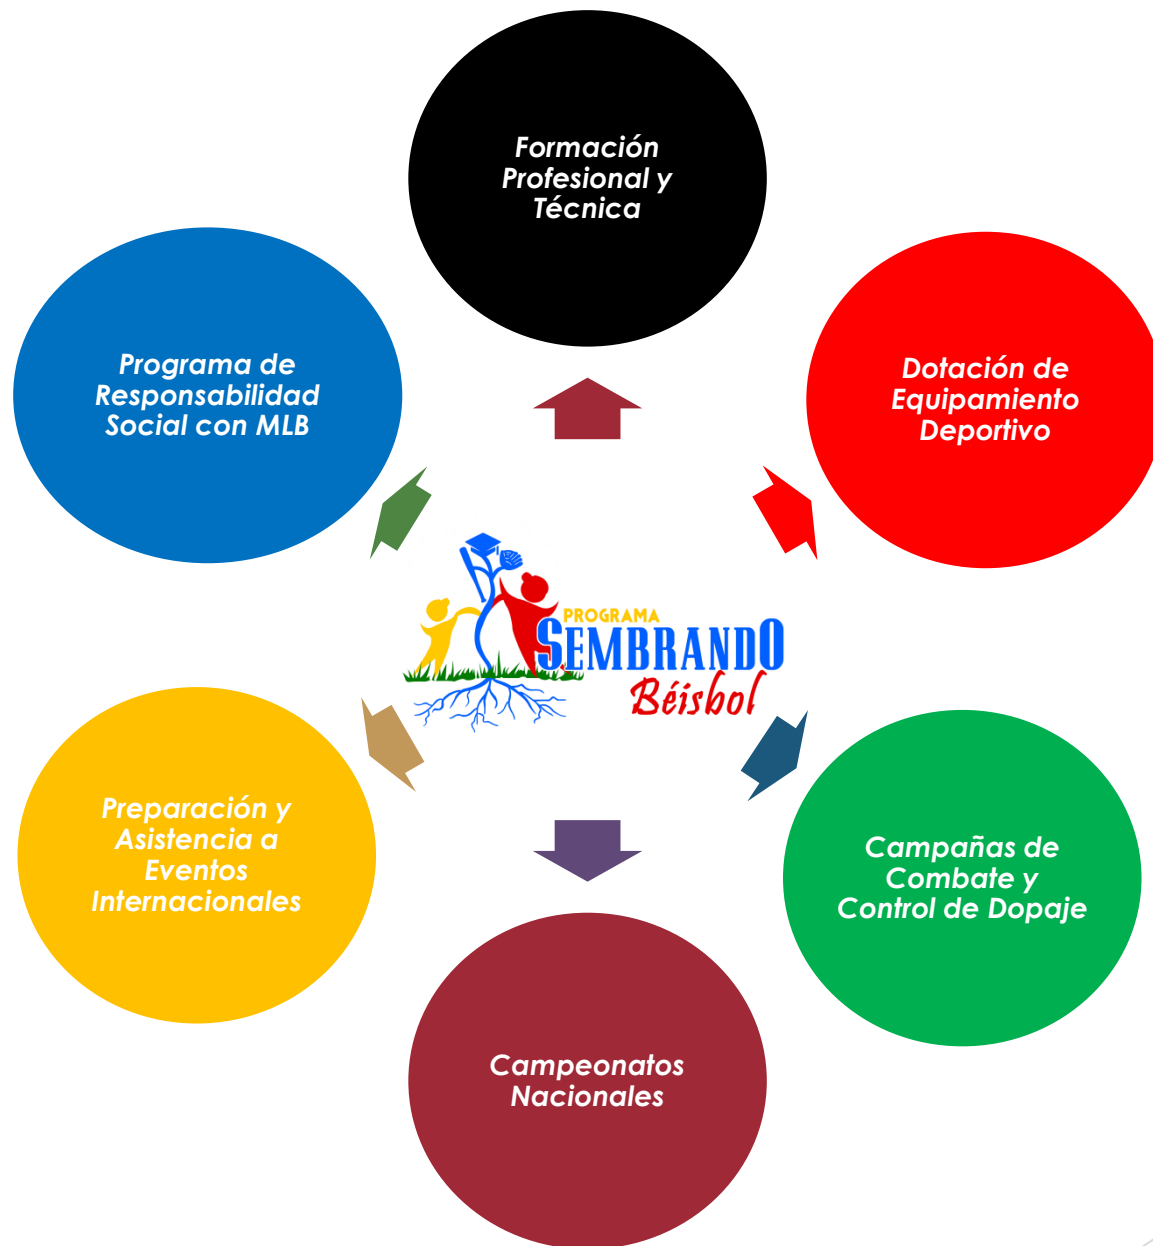 Formación
Profesional y
Técnica
Programa de
Responsabilidad
Social con MLB
Dotación de
Equipamiento
Deportivo
PROGRAMA
SEMBRANDO
Béisbol
Preparación y
Asistencia a
Eventos
Internacionales
Campañas de
Combate y
Control de Dopaje
Campeonatos
Nacionales